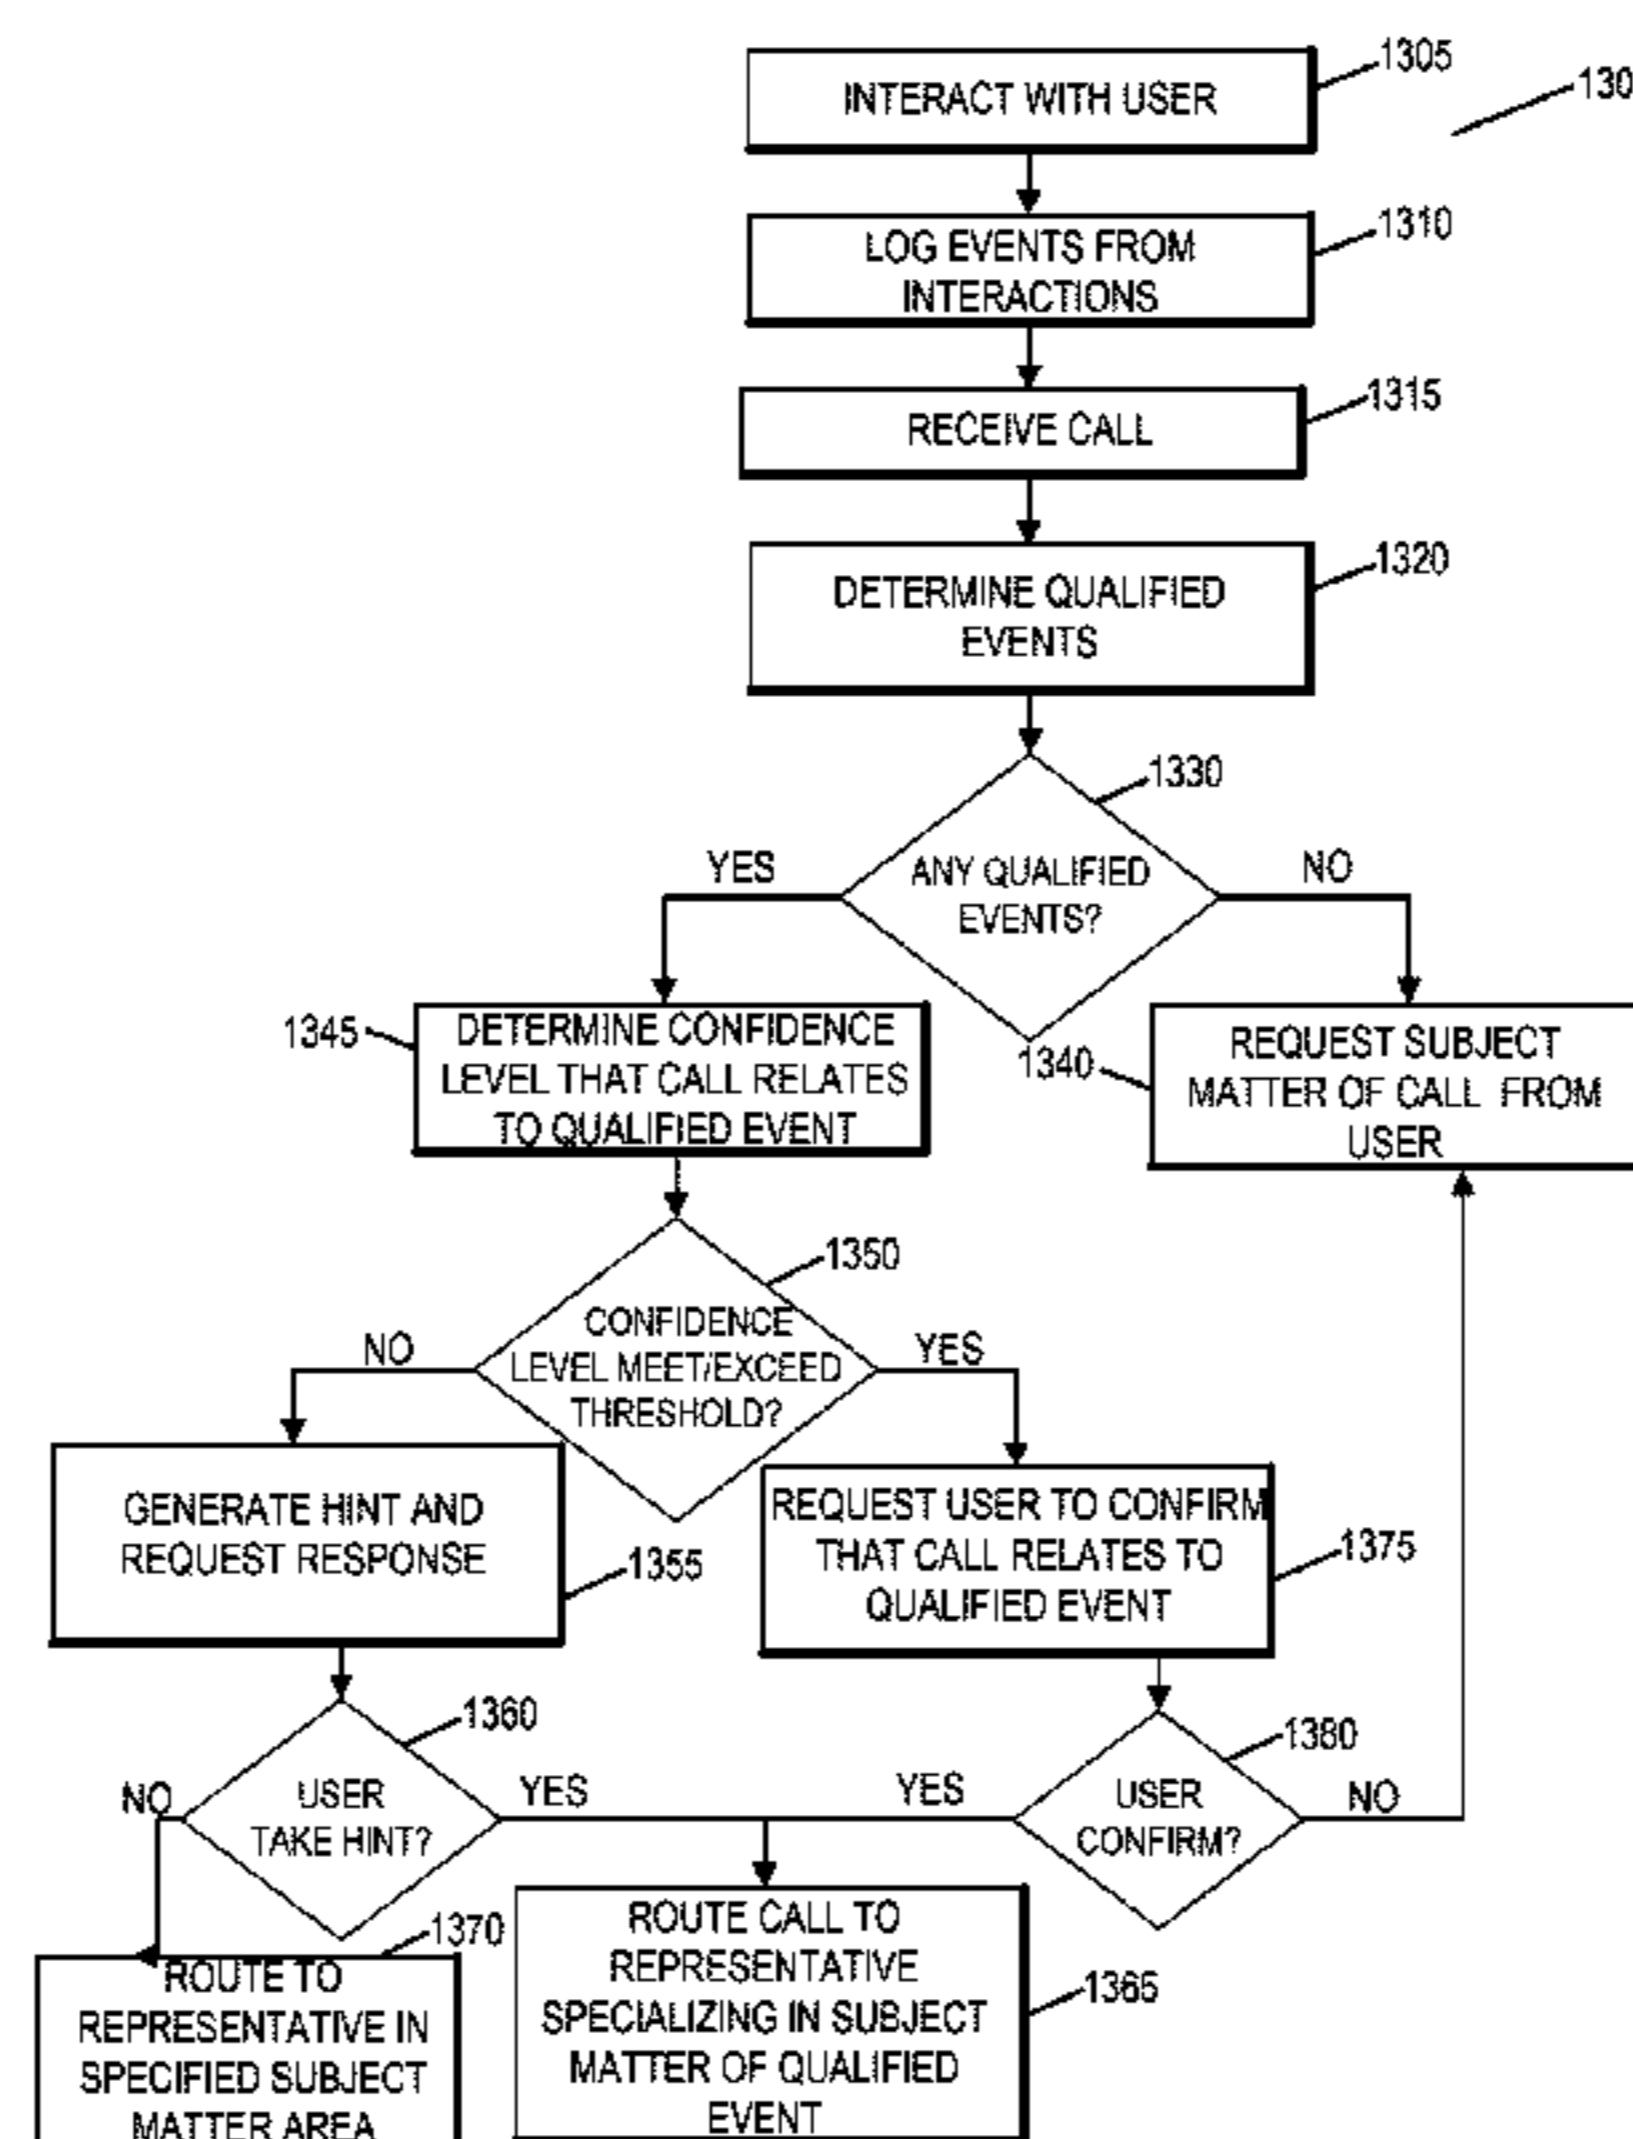 1305
130
INTERACT WITH USER
1310
LOG EVENTS FROM
INTERACTIONS
1315
RECEIVE CALL
1320
DETERMINE QUALIFIED
EVENTS
1330
YES
ANY QUALIFIED
EVENTS?
NO
1345
DETERMINE CONFIDENCE
LEVEL THAT CALL RELATES
TO QUALIFIED EVENT
1340
REQUEST SUBJECT
MATTER OF CALL FROM
USER
1350
NO
CONFIDENCE
LEVEL MEET/EXCEED
THRESHOLD?
YES
GENERATE HINT AND
REQUEST RESPONSE
1355
REQUEST USER TO CONFIRM
THAT CALL RELATES TO
QUALIFIED EVENT
1375
1360
NO
USER
TAKE HINT?
YES
1380
YES
USER
CONFIRM?
NO
1370
ROUTE TO
REPRESENTATIVE IN
SPECIFIED SUBJECT
MATTER AREA
ROUTE CALL TO
REPRESENTATIVE
SPECIALIZING IN SUBJECT
MATTER OF QUALIFIED
EVENT
1365